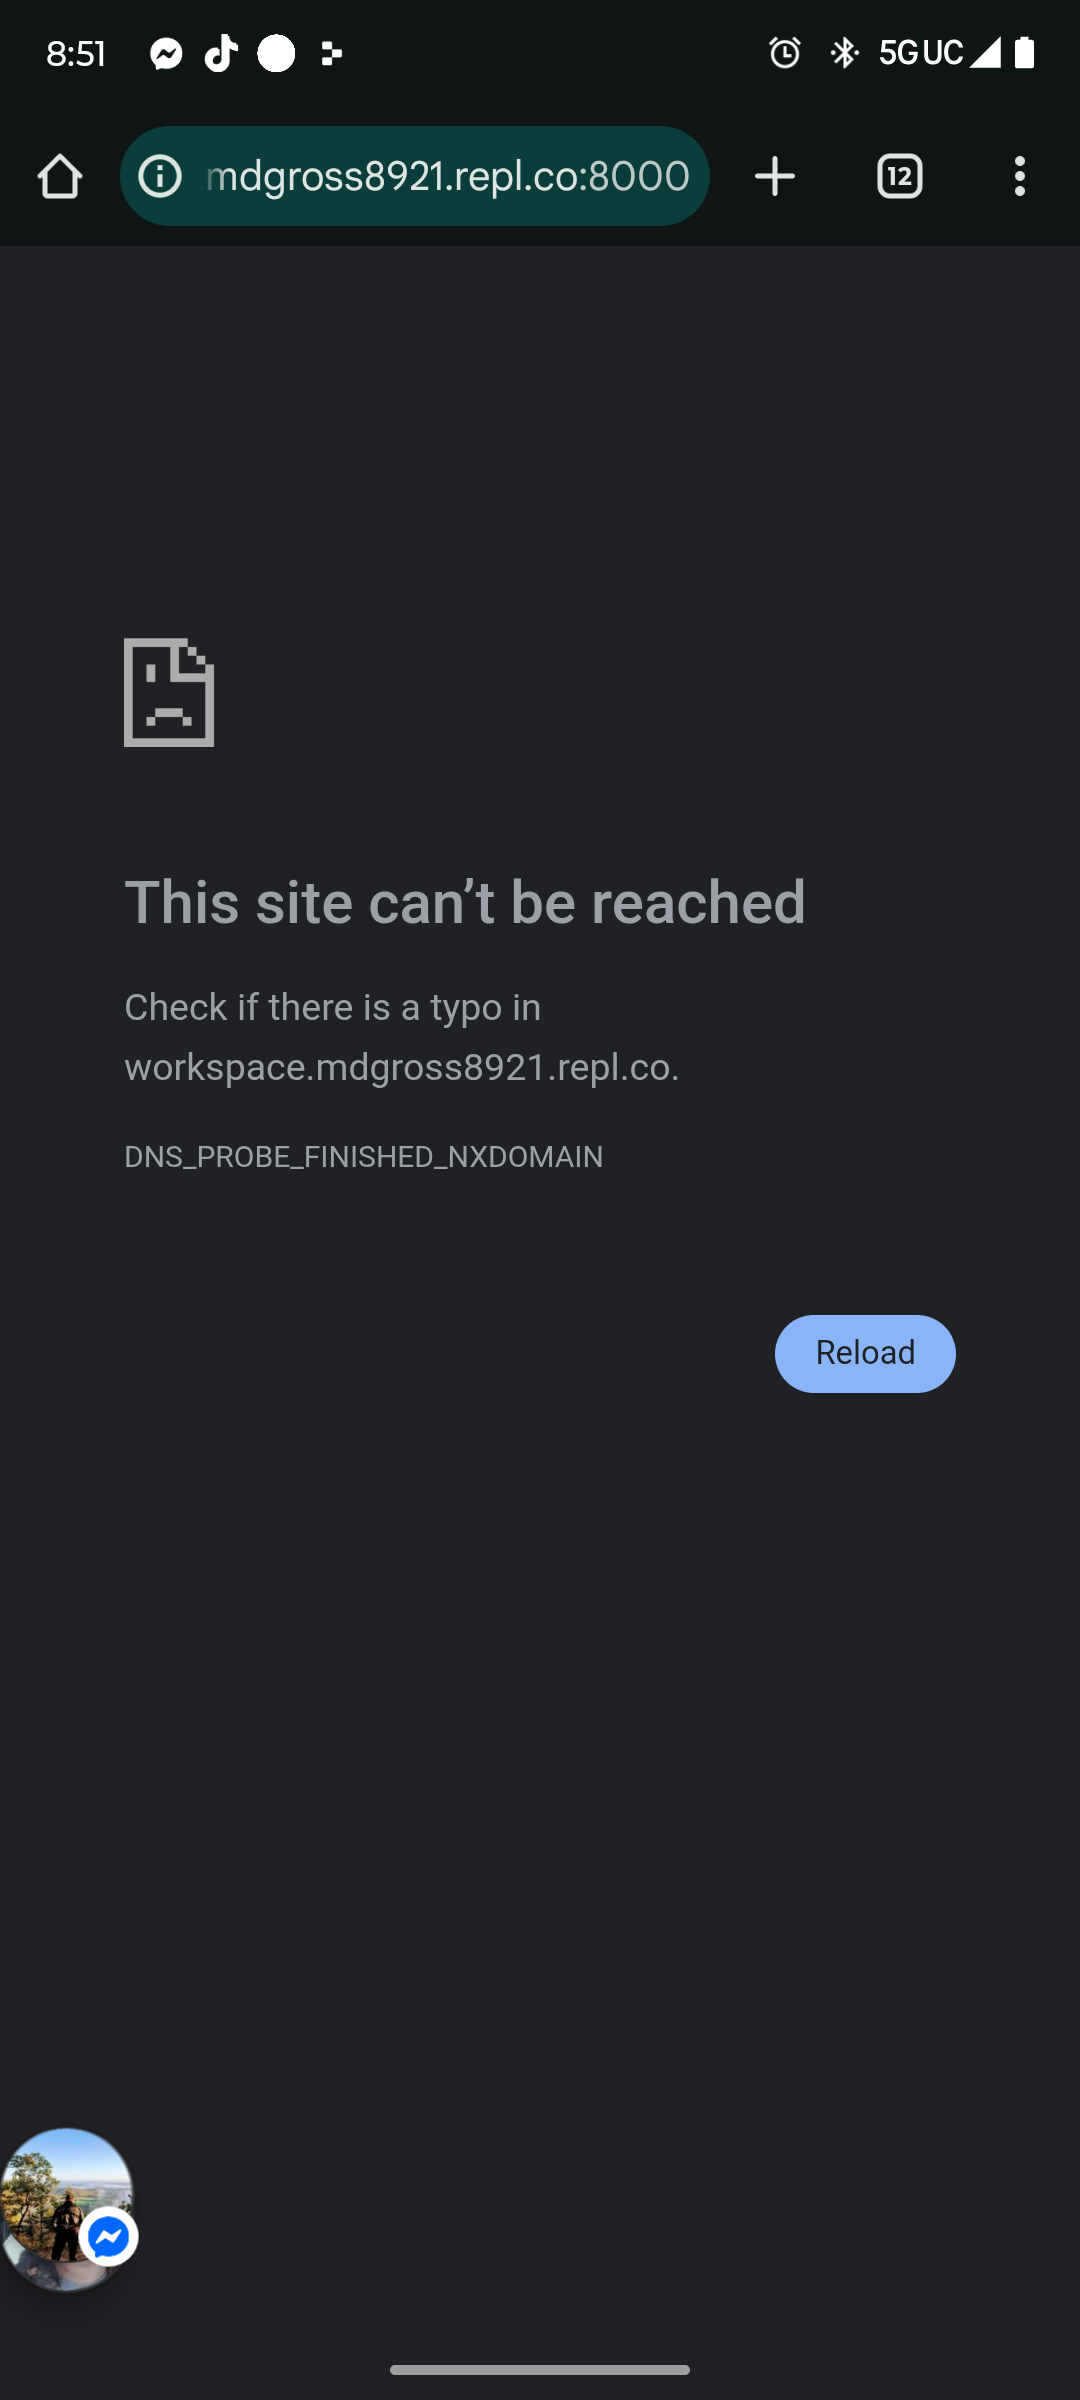 8:51
5G UC
mdgross8921.repl.co:8000
12
This site can’t be reached
Check if there is a typo in
workspace.mdgross8921.repl.co.
DNS_PROBE_FINISHED_NXDOMAIN
Reload